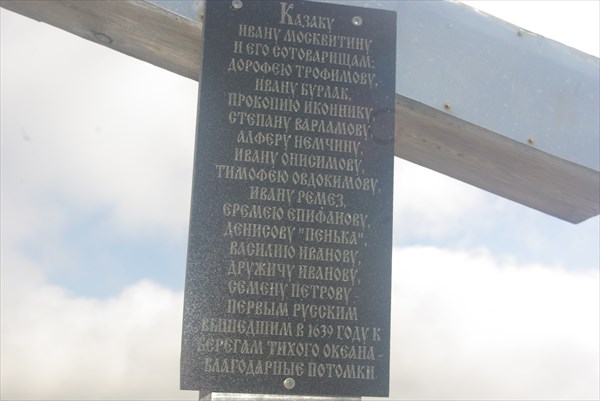 Казаку
Ивану Москвитину
и его сотоварищам:
Дорофею Трофимову,
Ивану Бурлак,
Прокопию Иконнику,
Степану Варламову,
Алферу Немчину,
Ивану Онисимову,
Тимофею Овдокимову,
Ивану Ремез,
Еремею Епифанову,
Денисову "Пенька",
Василию Иванову,
Дружичу Иванову,
Семену Петрову -
первым русским
вышедшим в 1639 году к
берегам Тихого океана -
благодарные потомки